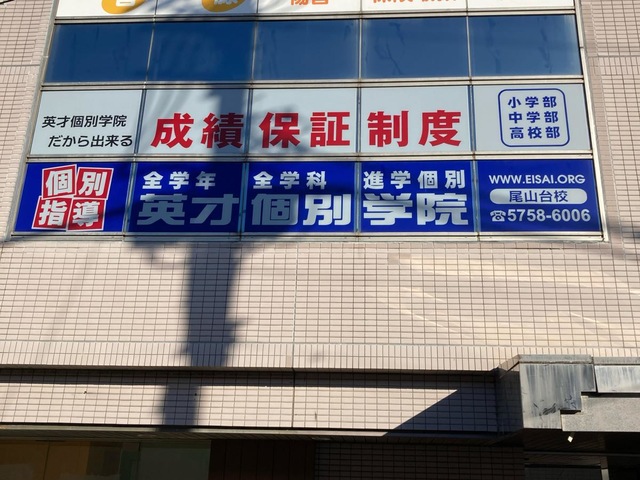 英才個別学院
だから出来る
成績保証制度
小学部
中学部
高校部
個別
指導
全学年 全学科 進学個別
英才個別学院
WWW.EISAI.ORG
尾山台校
☎5758-6006